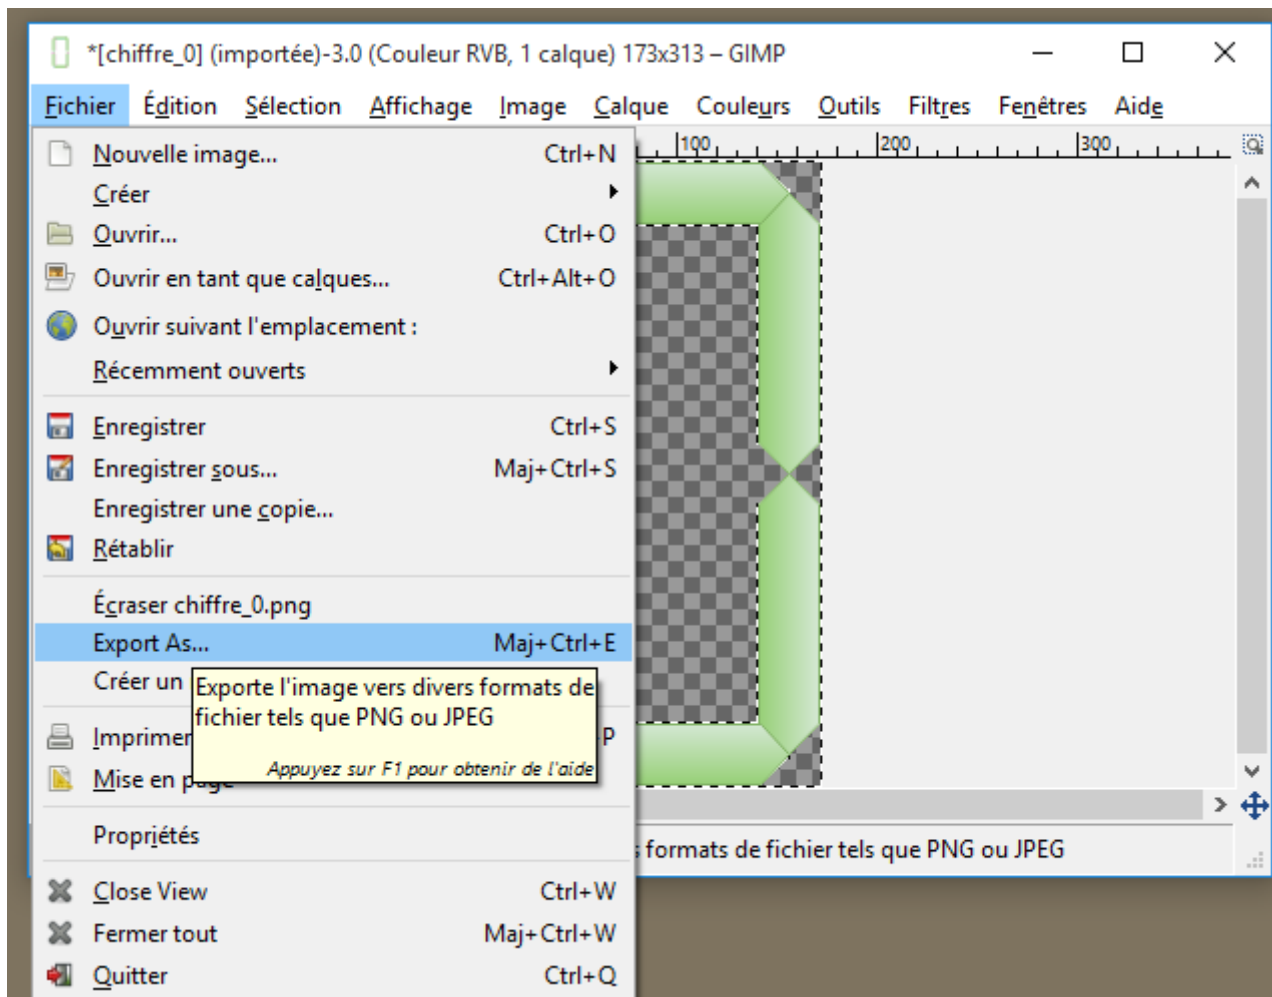 *[chiffre_0] (importée)-3.0 (Couleur RVB, 1 calque) 173x313 – GIMP
Fichier Édition Sélection Affichage Image Calque Couleurs Outils Filtres Fenêtres Aide
100 200 300
Nouvelle image... Ctrl+N
Créer
Ouvrir... Ctrl+O
Ouvrir en tant que calques... Ctrl+Alt+O
Ouvrir suivant l'emplacement :
Récemment ouverts
Enregistrer Ctrl+S
Enregistrer sous... Maj+Ctrl+S
Enregistrer une copie...
Rétablir
Écraser chiffre_0.png
Export As... Maj+Ctrl+E
Créer un
Exporte l'image vers divers formats de
fichier tels que PNG ou JPEG
Appuyez sur F1 pour obtenir de l'aide
Imprimer P
Mise en page
Propriétés
formats de fichier tels que PNG ou JPEG
Close View Ctrl+W
Fermer tout Maj+Ctrl+W
Quitter Ctrl+Q